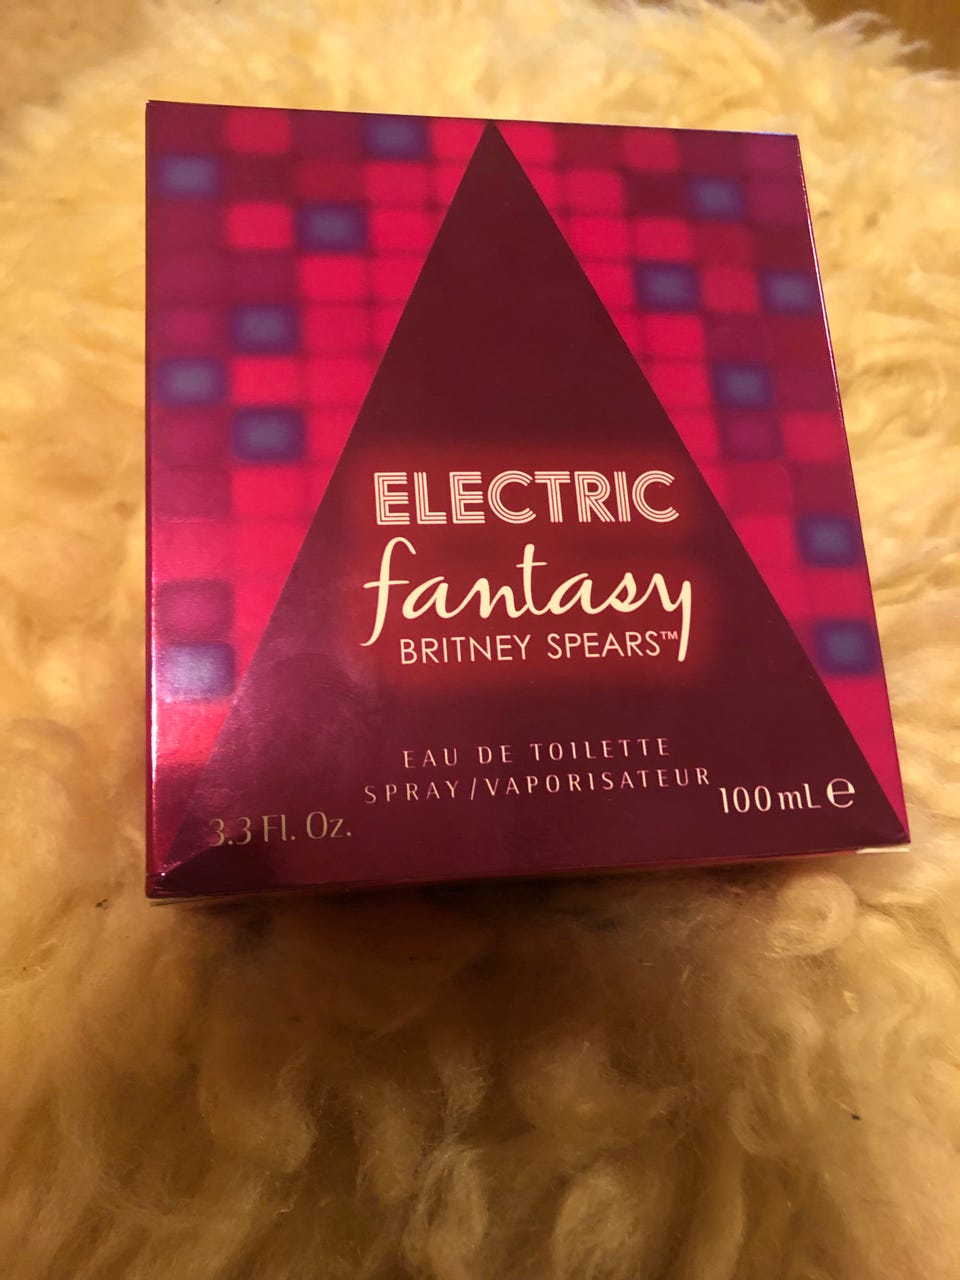 ELECTRIC
fantasy
BRITNEY SPEARS™
EAU DE TOILETTE
SPRAY/VAPORISATEUR
3.3 Fl. Oz.
100 mL ℮